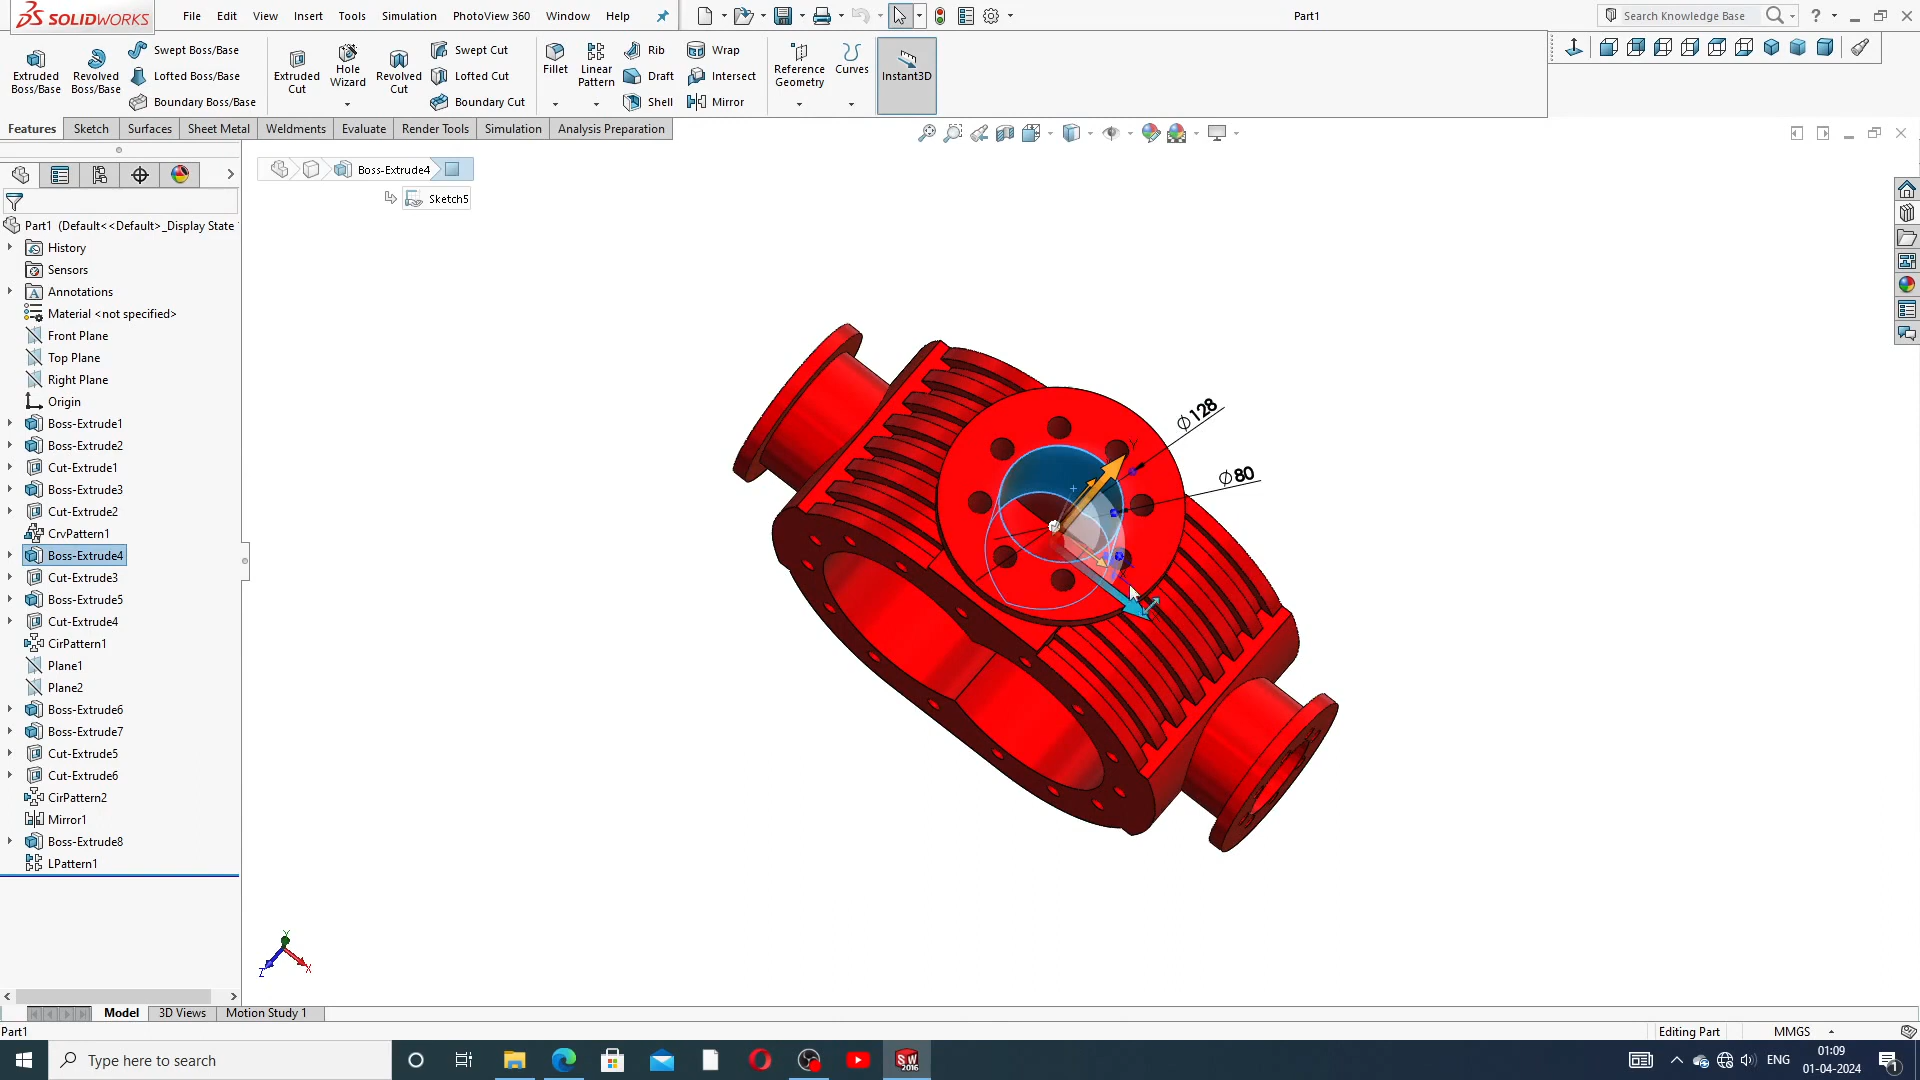 SOLIDWORKS File Edit View Insert Tools Simulation PhotoView 360 Window Help Part1 Search Knowledge Base ?
Extruded Boss/Base
Revolved Boss/Base
Swept Boss/Base
Lofted Boss/Base
Boundary Boss/Base
Extruded Cut
Hole Wizard
Revolved Cut
Swept Cut
Lofted Cut
Boundary Cut
Fillet
Linear Pattern
Rib
Draft
Shell
Wrap
Intersect
Mirror
Reference Geometry
Curves
Instant3D
Features Sketch Surfaces Sheet Metal Weldments Evaluate Render Tools Simulation Analysis Preparation
Boss-Extrude4
Sketch5
Part1 (Default<<Default>_Display State
History
Sensors
Annotations
Material <not specified>
Front Plane
Top Plane
Right Plane
Origin
Boss-Extrude1
Boss-Extrude2
Cut-Extrude1
Boss-Extrude3
Cut-Extrude2
CrvPattern1
Boss-Extrude4
Cut-Extrude3
Boss-Extrude5
Cut-Extrude4
CirPattern1
Plane1
Plane2
Boss-Extrude6
Boss-Extrude7
Cut-Extrude5
Cut-Extrude6
CirPattern2
Mirror1
Boss-Extrude8
LPattern1
∅128
∅80
Y
Z X
Model 3D Views Motion Study 1
Part1 Editing Part MMGS
Type here to search
SW 2016
ENG
01:09
01-04-2024
1